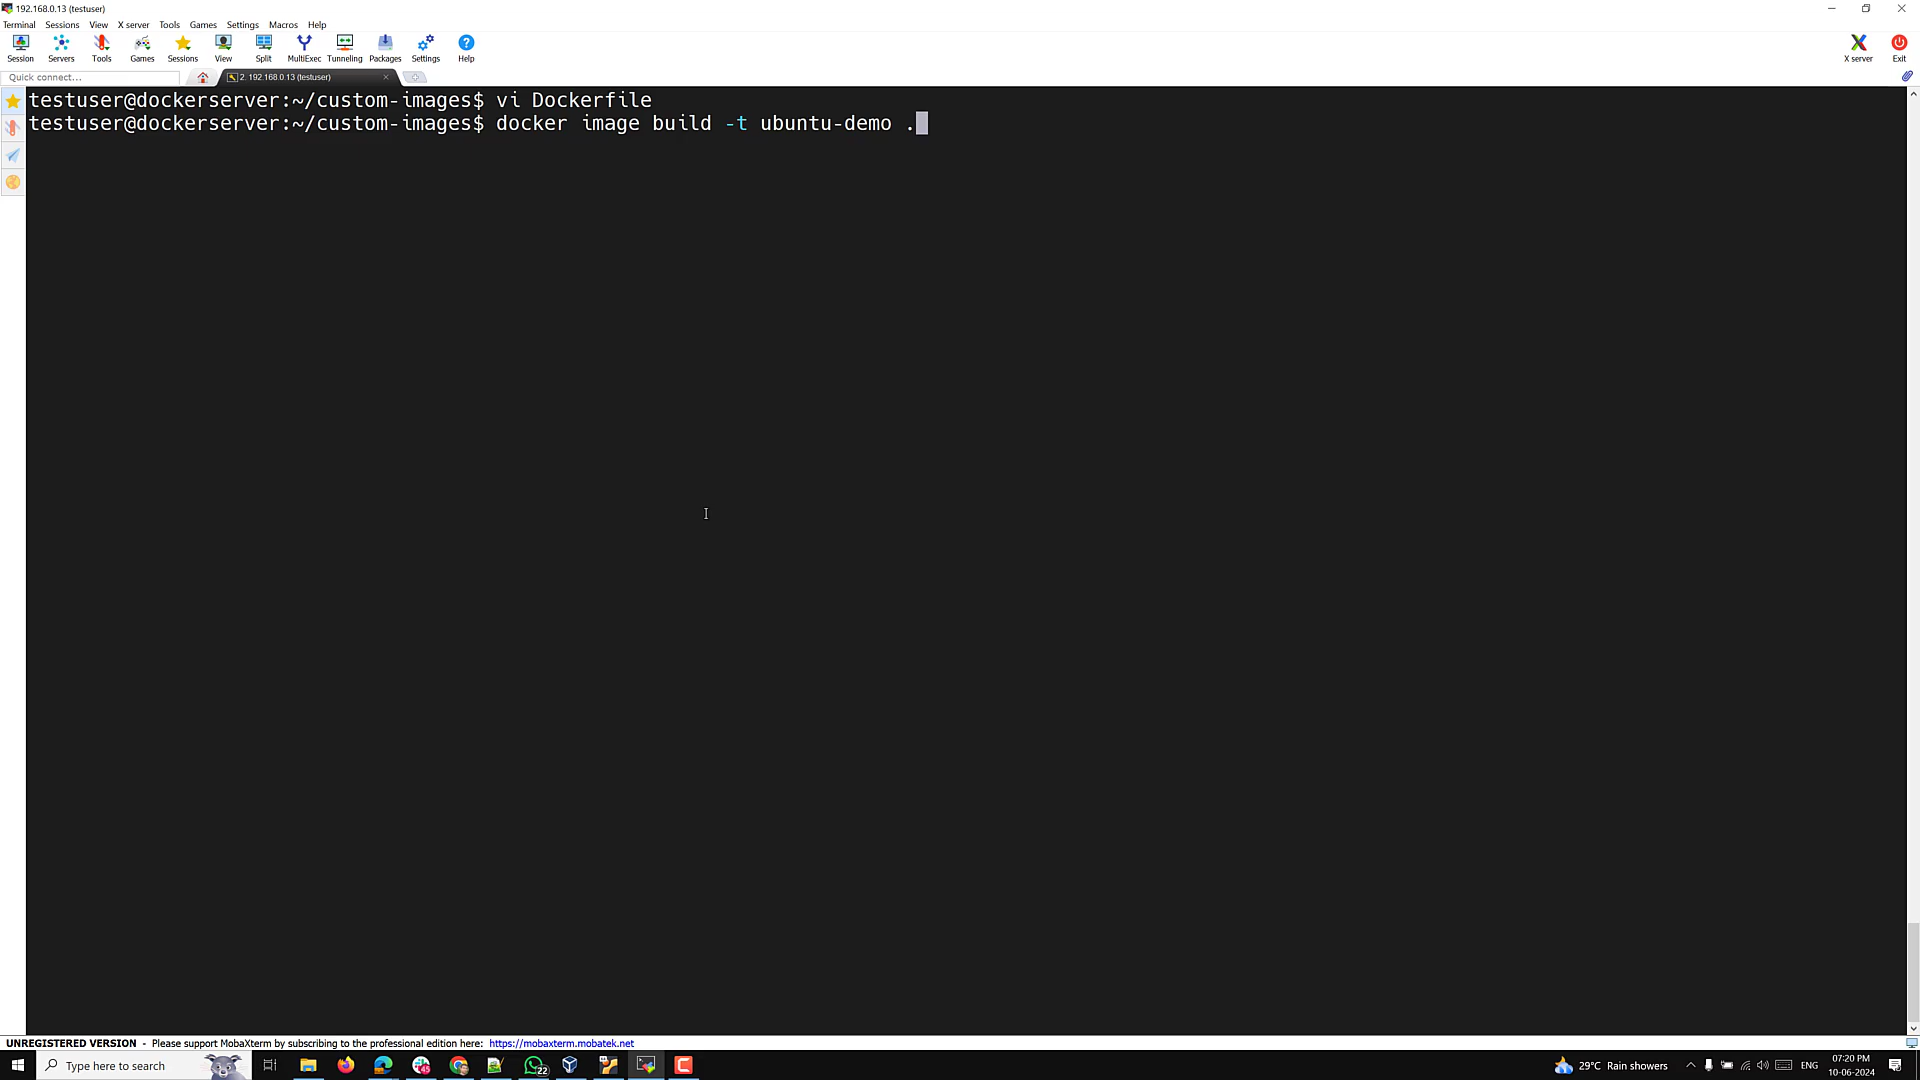 192.168.0.13 (testuser)
Terminal Sessions View X server Tools Games Settings Macros Help
Session Servers Tools Games Sessions View Split MultiExec Tunneling Packages Settings Help X server Exit
Quick connect... 2. 192.168.0.13 (testuser)
testuser@dockerserver:~/custom-images$ vi Dockerfile
testuser@dockerserver:~/custom-images$ docker image build -t ubuntu-demo .
UNREGISTERED VERSION - Please support MobaXterm by subscribing to the professional edition here: https://mobaxterm.mobatek.net
Type here to search 45 22 29°C Rain showers ENG 07:20 PM
10-06-2024